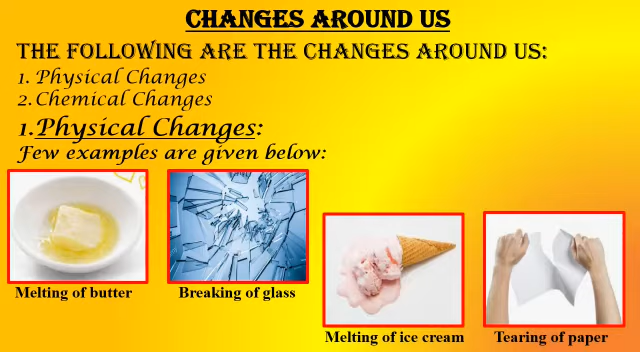 CHANGES AROUND US
THE FOLLOWING ARE THE CHANGES AROUND US:
1. Physical Changes
2. Chemical Changes
1. Physical Changes:
Few examples are given below:
Melting of butter
Breaking of glass
Melting of ice cream
Tearing of paper